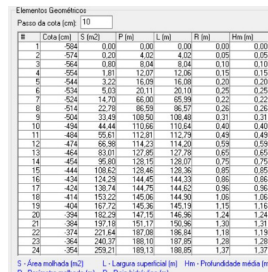 Elementos Geométricos
Passo da cota (cm): 10
# Cota (cm) S (m2) P (m) L (m) R (m) Hm (m)
1 -584 0,00 0,00 0,00 0,00 0,00
2 -574 0,20 4,02 4,02 0,05 0,05
3 -564 0,80 8,04 8,04 0,10 0,10
4 -554 1,81 12,07 12,06 0,15 0,15
5 -544 3,22 16,09 16,08 0,20 0,20
6 -534 5,03 20,11 20,10 0,25 0,25
7 -524 14,70 66,00 65,99 0,22 0,22
8 -514 22,78 86,59 86,57 0,26 0,26
9 -504 33,49 108,50 108,48 0,31 0,31
10 -494 44,44 110,66 110,64 0,40 0,40
11 -484 55,61 112,81 112,79 0,49 0,49
12 -474 66,98 114,23 114,20 0,59 0,59
13 -464 83,01 127,85 127,78 0,65 0,65
14 -454 95,80 128,15 128,07 0,75 0,75
15 -444 108,62 128,46 128,36 0,85 0,85
16 -434 124,29 144,45 144,33 0,86 0,86
17 -424 138,74 144,75 144,62 0,96 0,96
18 -414 153,22 145,06 144,90 1,06 1,06
19 -404 167,72 145,36 145,19 1,15 1,16
20 -394 182,29 147,15 146,96 1,24 1,24
21 -384 197,18 151,17 150,96 1,30 1,31
22 -374 221,64 187,08 186,84 1,18 1,19
23 -364 240,37 188,10 187,85 1,28 1,28
24 -354 259,21 189,13 188,85 1,37 1,37
S - Área molhada (m2) L - Largura superficial (m) Hm - Profundidade média (m